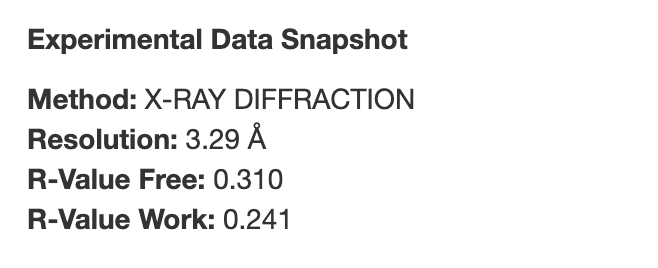 Experimental Data Snapshot
Method: X-RAY DIFFRACTION
Resolution: 3.29 Å
R-Value Free: 0.310
R-Value Work: 0.241